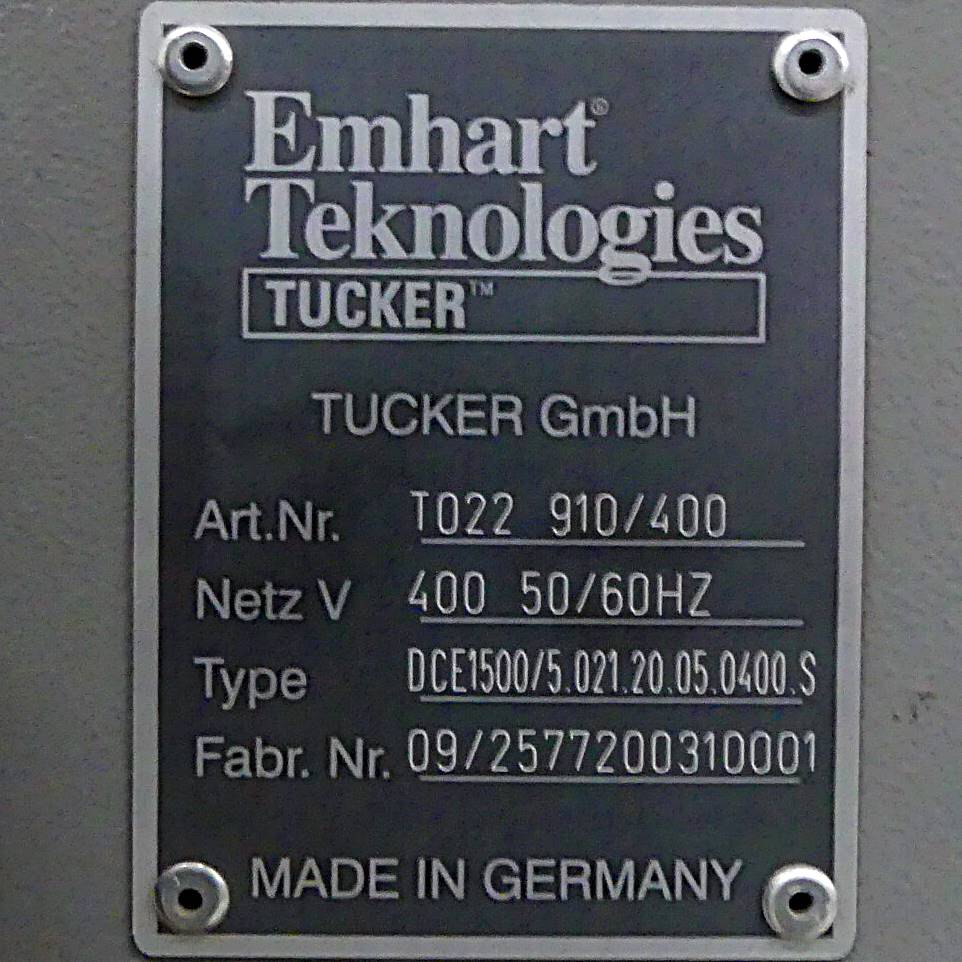 Emhart®
Teknologies
TUCKER™
TUCKER GmbH
Art.Nr. T022 910/400
Netz V 400 50/60HZ
Type DCE1500/5.021.20.05.0400.S
Fabr. Nr. 09/2577200310001
MADE IN GERMANY